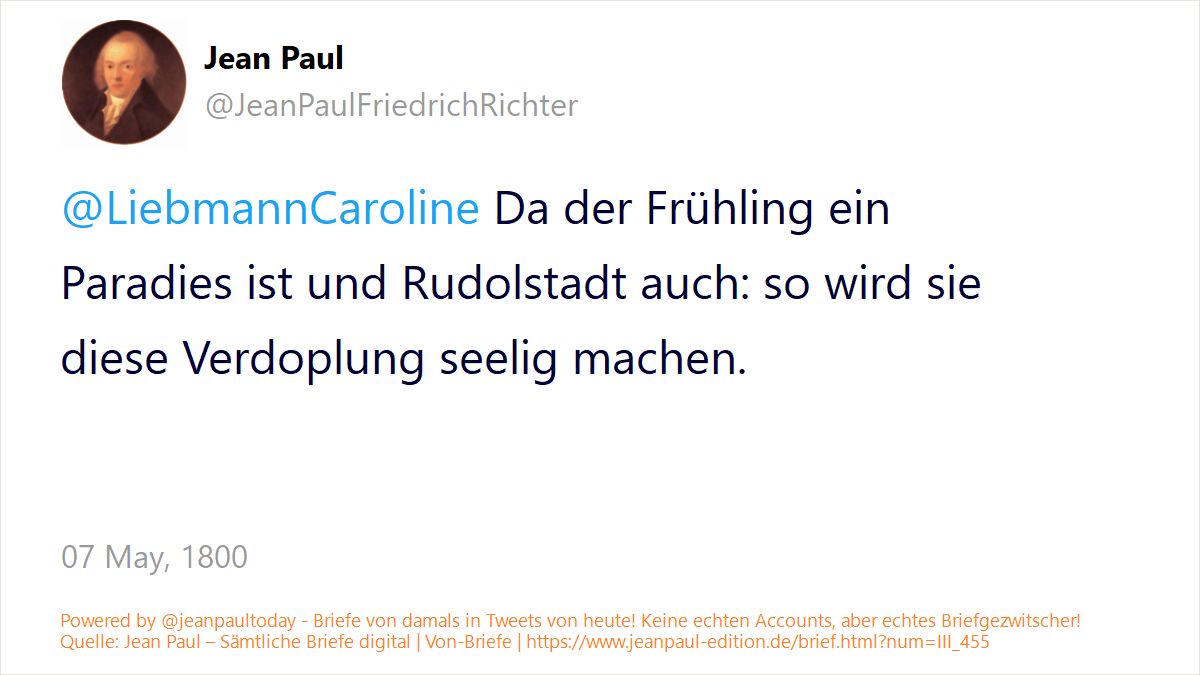 Jean Paul
@JeanPaulFriedrichRichter
@LiebmannCaroline Da der Frühling ein
Paradies ist und Rudolstadt auch: so wird sie
diese Verdoplung seelig machen.
07 May, 1800
Powered by @jeanpaultoday - Briefe von damals in Tweets von heute! Keine echten Accounts, aber echtes Briefgezwitscher!
Quelle: Jean Paul – Sämtliche Briefe digital | Von-Briefe | https://www.jeanpaul-edition.de/brief.html?num=III_455